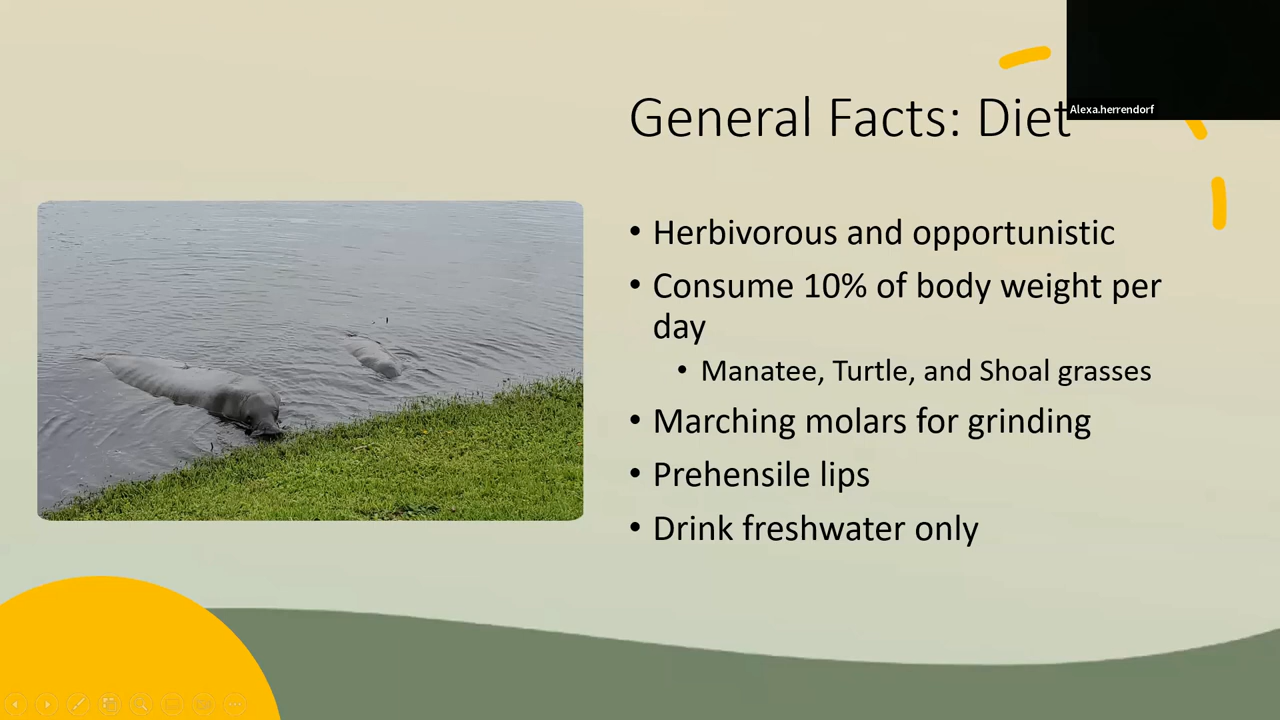 Alexa.herrendorf
General Facts: Diet
• Herbivorous and opportunistic
• Consume 10% of body weight per
day
• Manatee, Turtle, and Shoal grasses
• Marching molars for grinding
• Prehensile lips
• Drink freshwater only